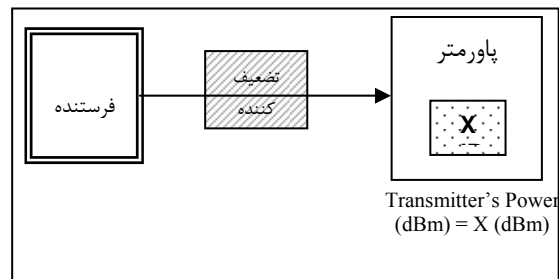 فرستنده
تضعیف
کننده
پاورمتر
X
Transmitter's Power
(dBm) = X (dBm)